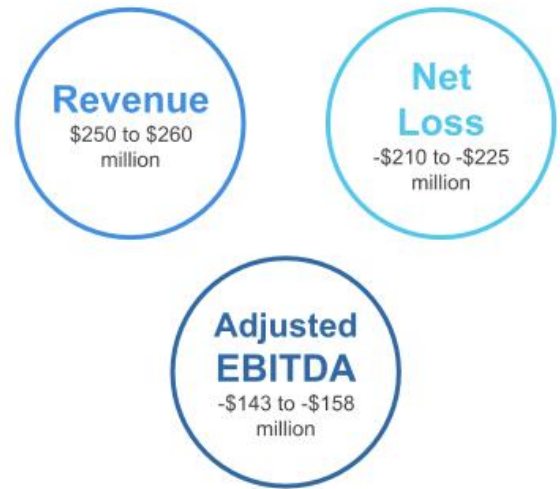 Revenue
$250 to $260
million
Net
Loss
-$210 to -$225
million
Adjusted
EBITDA
-$143 to -$158
million